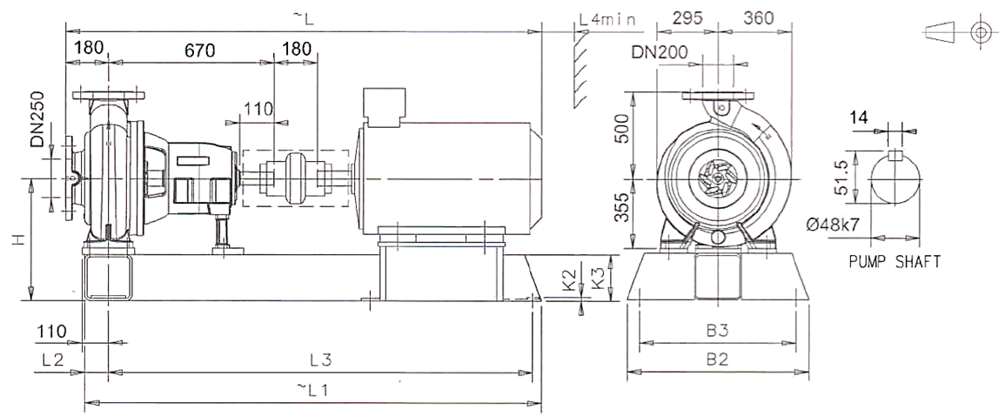 ~L
L4min
295
360
180
670
180
DN200
DN250
110
500
14
51.5
355
Ø48k7
H
K2
K3
PUMP SHAFT
110
B3
L2
L3
B2
~L1